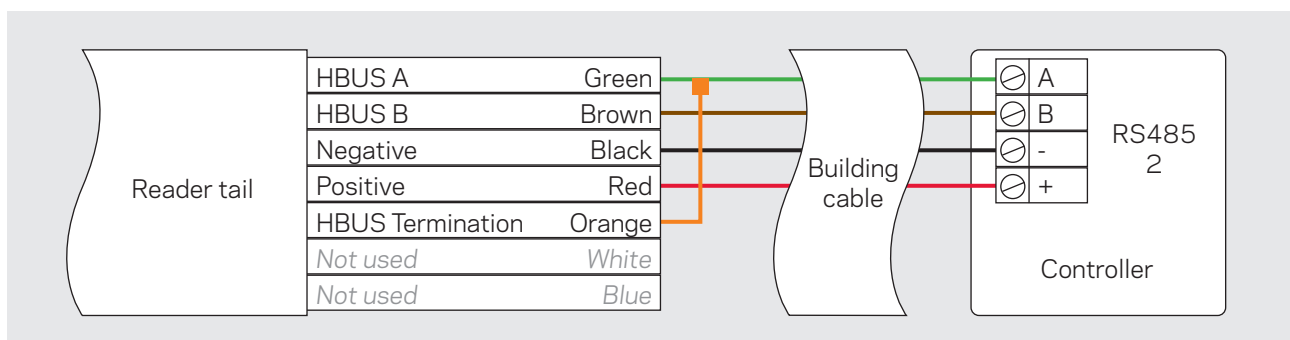 Reader tail
HBUS A Green
HBUS B Brown
Negative Black
Positive Red
HBUS Termination Orange
Not used White
Not used Blue
Building
cable
A
B
-
+
RS485
2
Controller